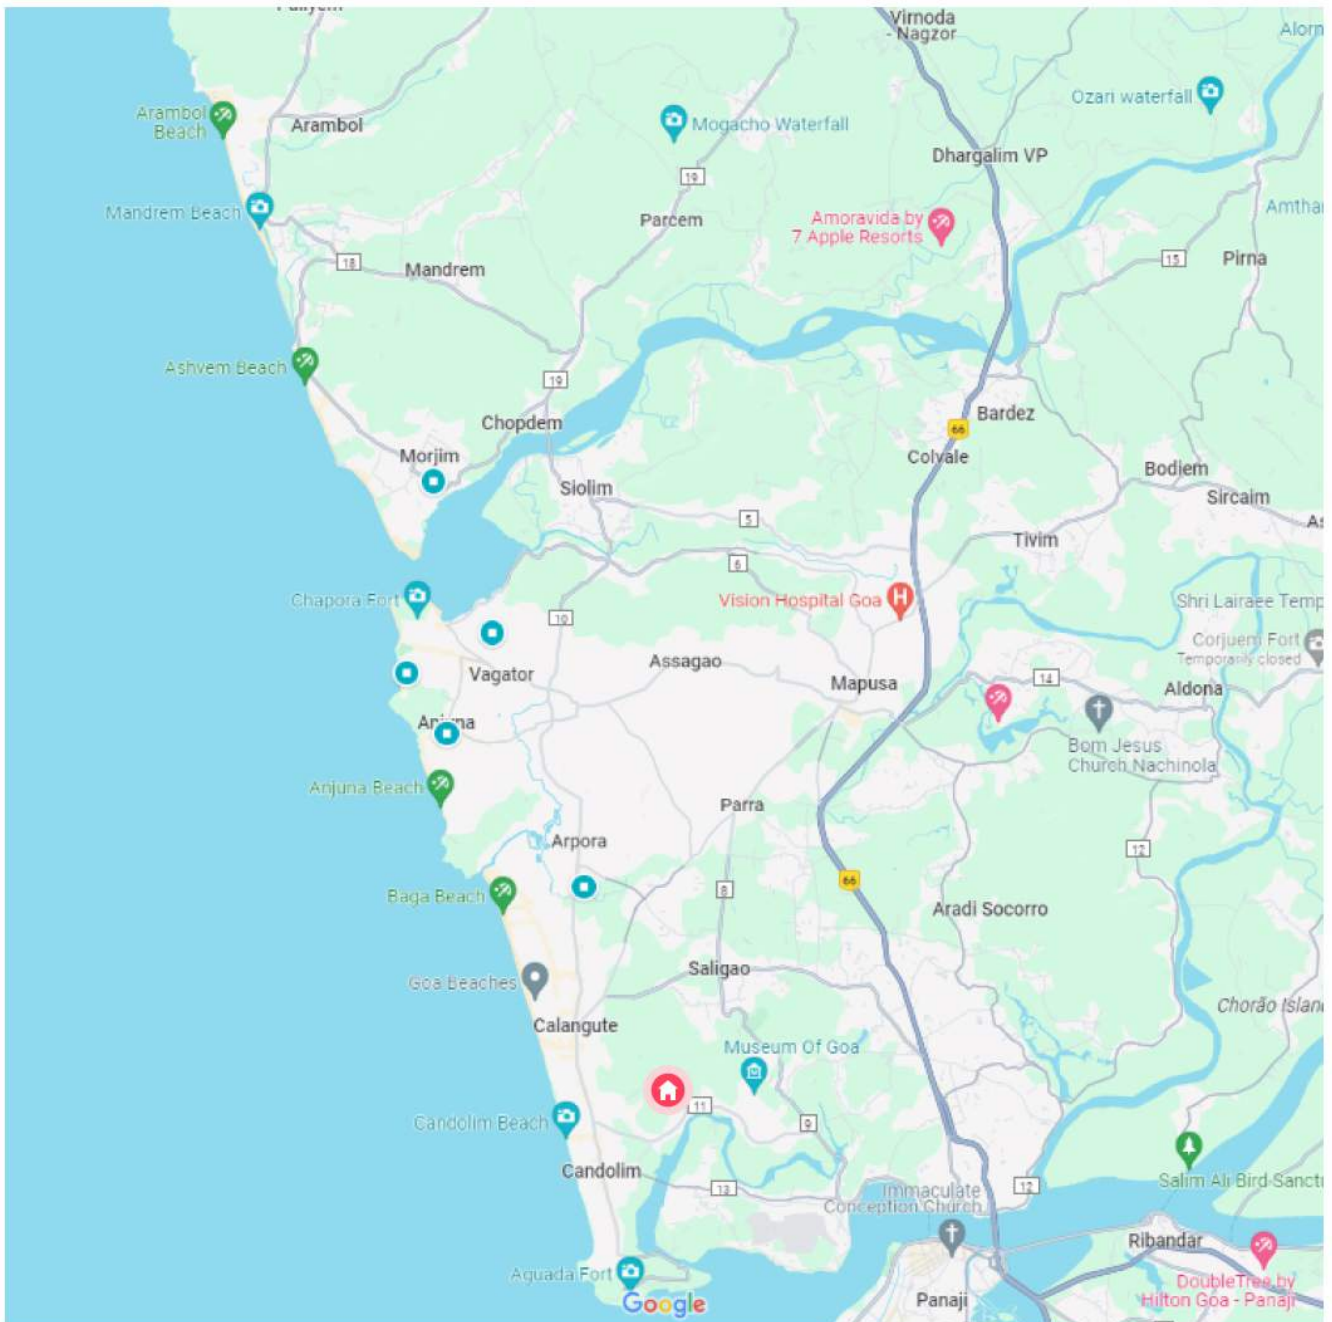 Virnoda
- Nagzor
Arambol
Beach
Arambol
Mogacho Waterfall
Ozari waterfall
Dhargalim VP
19
Mandrem Beach
Parcem
Amoravida by
7 Apple Resorts
18
Mandrem
15
Pirna
Ashvem Beach
19
Chopdem
Bardez
66
Colvale
Morjim
Siolim
Bodiem
Sircaim
5
Tivim
6
Chapora Fort
Vision Hospital Goa
10
Shri Lairaee Temp
Corjuem Fort
Temporarily closed
Assagao
Vagator
Mapusa
14
Aldona
Anjuna
Bom Jesus
Church Nachinola
Anjuna Beach
Parra
Arpora
12
66
8
Baga Beach
Aradi Socorro
Saligao
Goa Beaches
Calangute
Chorão Islan
Museum Of Goa
11
Candolim Beach
9
Candolim
13
Immaculate
Conception Church
12
Salim Ali Bird Sanctu
Ribandar
Aguada Fort
Google
Panaji
DoubleTree by
Hilton Goa - Panaji